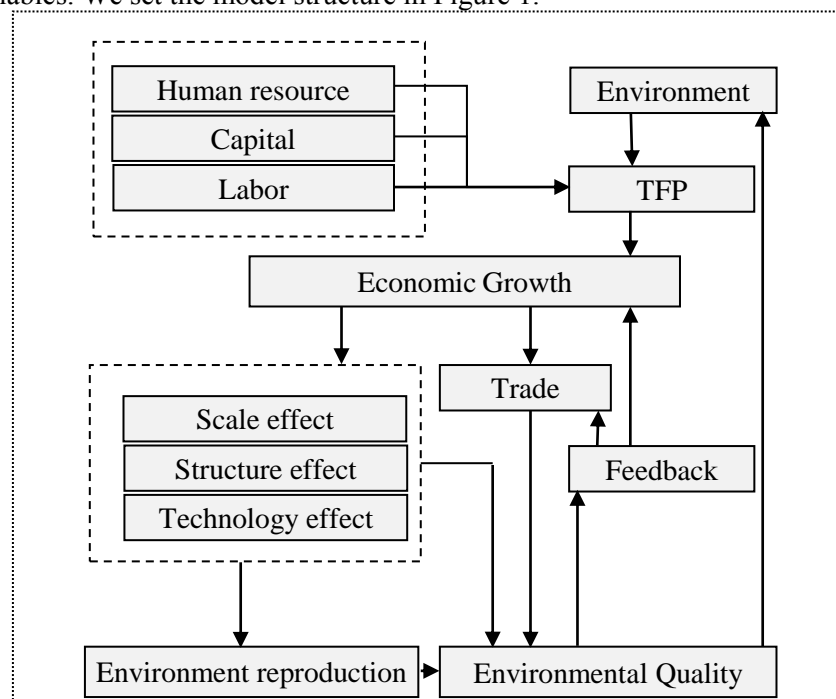 We set the model structure in Figure 1.
Human resource
Environment
Capital
Labor
TFP
Economic Growth
Trade
Scale effect
Structure effect
Feedback
Technology effect
Environment reproduction
Environmental Quality